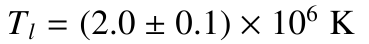 T_l = (2.0 ± 0.1) × 10^6 K